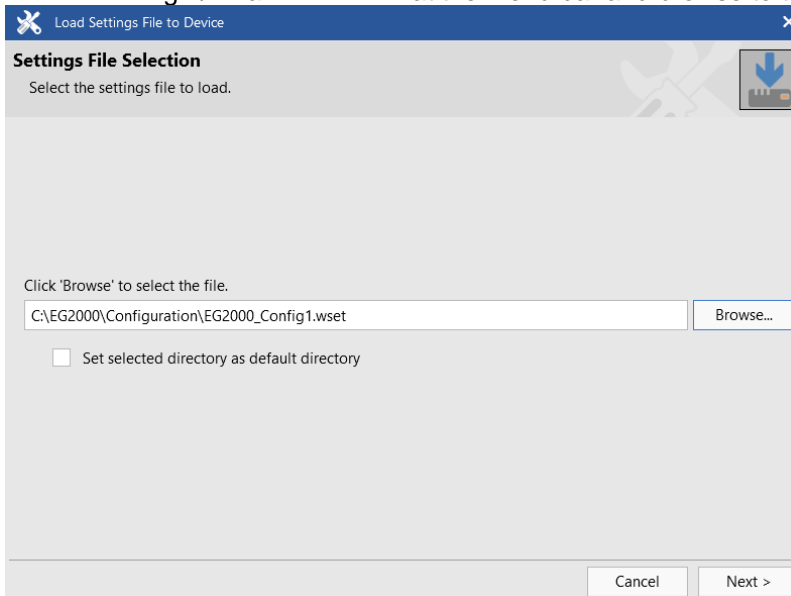 Load Settings File to Device
Settings File Selection
Select the settings file to load.
Click 'Browse' to select the file.
C:\EG2000\Configuration\EG2000_Config1.wset
Browse...
Set selected directory as default directory
Cancel
Next >